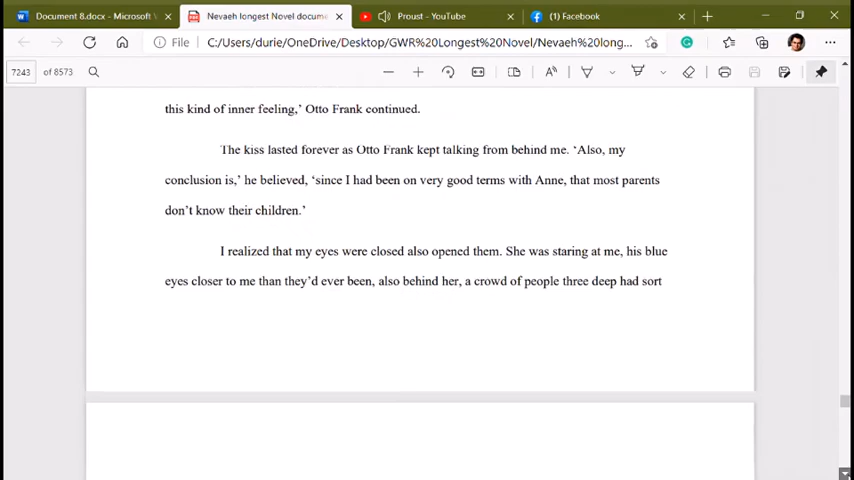 Document 8.docx - Microsoft V
Nevaeh longest Novel docume
Proust - YouTube
Facebook
File
C:/Users/durie/OneDrive/Desktop/GWR%20Longest%20Novel/Nevaeh%20long...
7243 of 8573
this kind of inner feeling,’ Otto Frank continued.
The kiss lasted forever as Otto Frank kept talking from behind me. ‘Also, my
conclusion is,’ he believed, ‘since I had been on very good terms with Anne, that most parents
don’t know their children.’
I realized that my eyes were closed also opened them. She was staring at me, his blue
eyes closer to me than they’d ever been, also behind her, a crowd of people three deep had sort